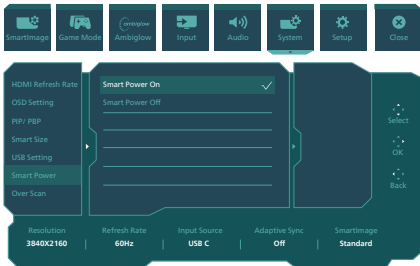 ambiglow
SmartImage Game Mode Ambiglow Input Audio System Setup Close
HDMI Refresh Rate
OSD Setting
PIP/ PBP
Smart Size
USB Setting
Smart Power
Over Scan
Smart Power On
Smart Power Off
Select
OK
Back
Resolution Refresh Rate Input Source Adaptive Sync SmartImage
3840X2160 60Hz USB C Off Standard